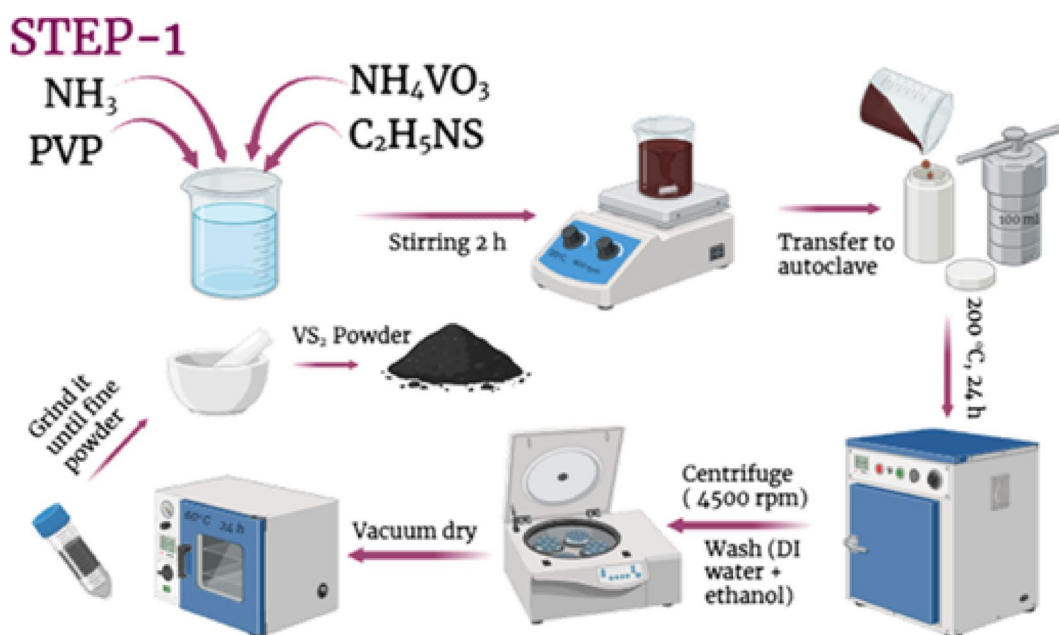 STEP-1
NH₃
PVP
NH₄VO₃
C₂H₅NS
Stirring 2 h
Transfer to
autoclave
100 ml
200 °C, 24 h
Centrifuge
( 4500 rpm)
Wash (DI
water +
ethanol)
Vacuum dry
60°C 24 h
Grind it
until fine
powder
VS₂ Powder